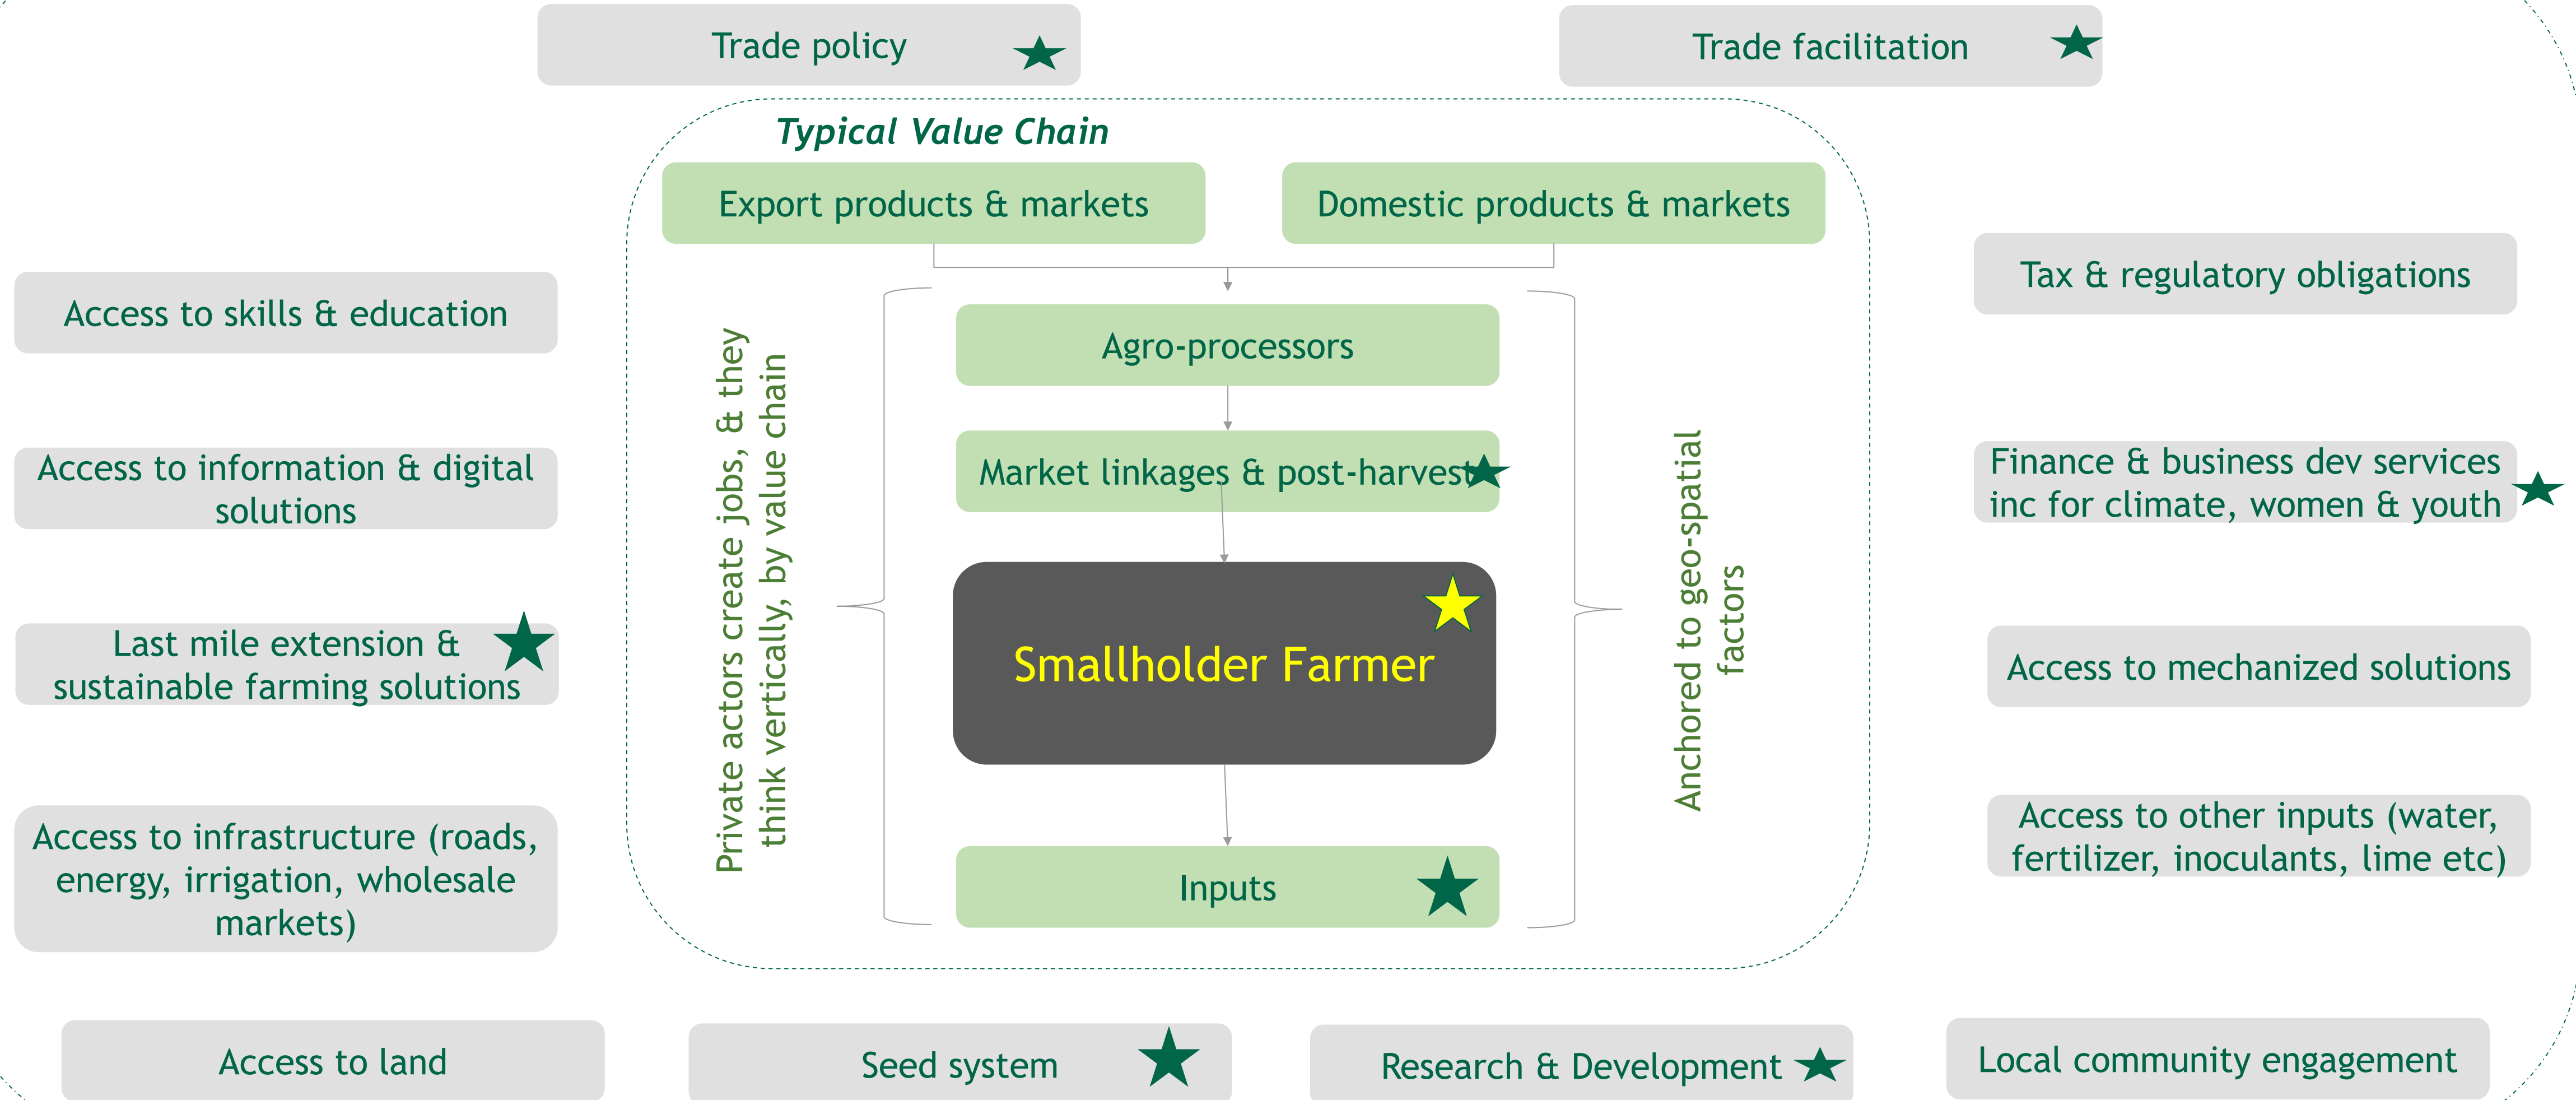 Trade policy
Trade facilitation
Typical Value Chain
Export products & markets
Domestic products & markets
Tax & regulatory obligations
Access to skills & education
Agro-processors
Private actors create jobs, & they
think vertically, by value chain
Anchored to geo-spatial
factors
Access to information & digital
solutions
Market linkages & post-harvest
Finance & business dev services
inc for climate, women & youth
Last mile extension &
sustainable farming solutions
Smallholder Farmer
Access to mechanized solutions
Access to infrastructure (roads,
energy, irrigation, wholesale
markets)
Inputs
Access to other inputs (water,
fertilizer, inoculants, lime etc)
Access to land
Seed system
Research & Development
Local community engagement